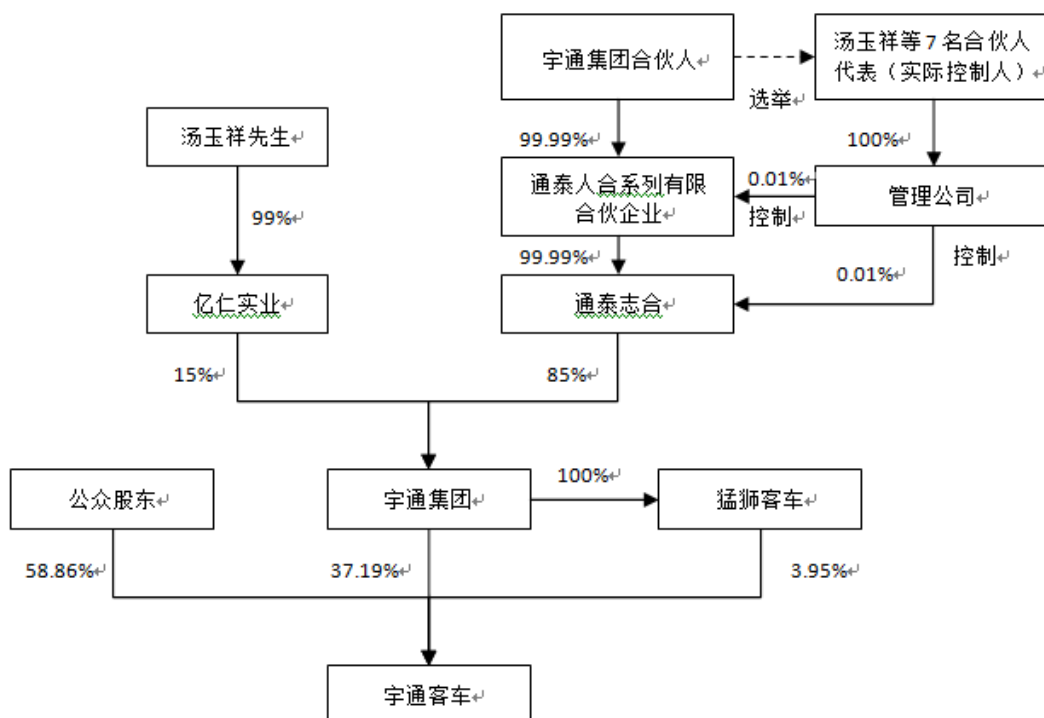 宇通集团合伙人
选举
汤玉祥等 7 名合伙人
代表（实际控制人）
汤玉祥先生
99.99%
100%
99%
通泰人合系列有限
合伙企业
0.01%
控制
管理公司
99.99%
0.01%
控制
亿仁实业
通泰志合
15%
85%
公众股东
宇通集团
100%
猛狮客车
58.86%
37.19%
3.95%
宇通客车